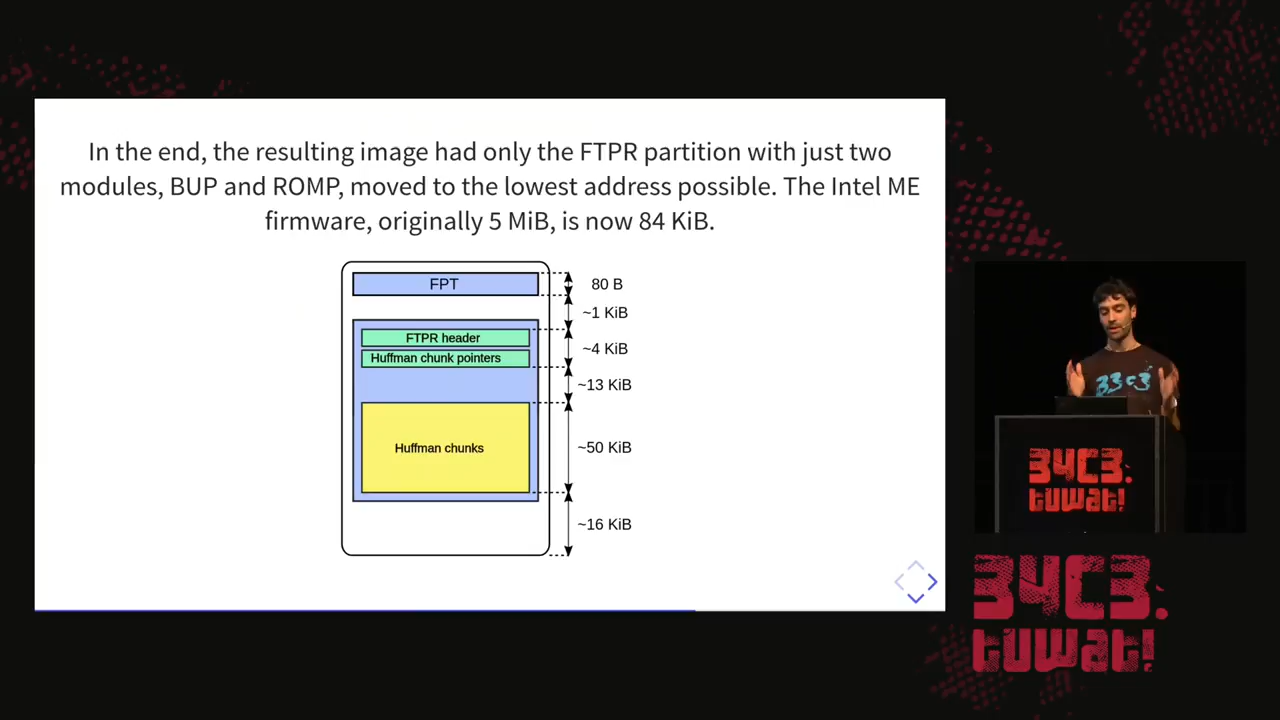 In the end, the resulting image had only the FTPR partition with just two
modules, BUP and ROMP, moved to the lowest address possible. The Intel ME
firmware, originally 5 MiB, is now 84 KiB.
FPT
80 B
~1 KiB
FTPR header
Huffman chunk pointers
~4 KiB
~13 KiB
Huffman chunks
~50 KiB
~16 KiB
33c3
34C3.
tuwat!
34C3.
tuwat!